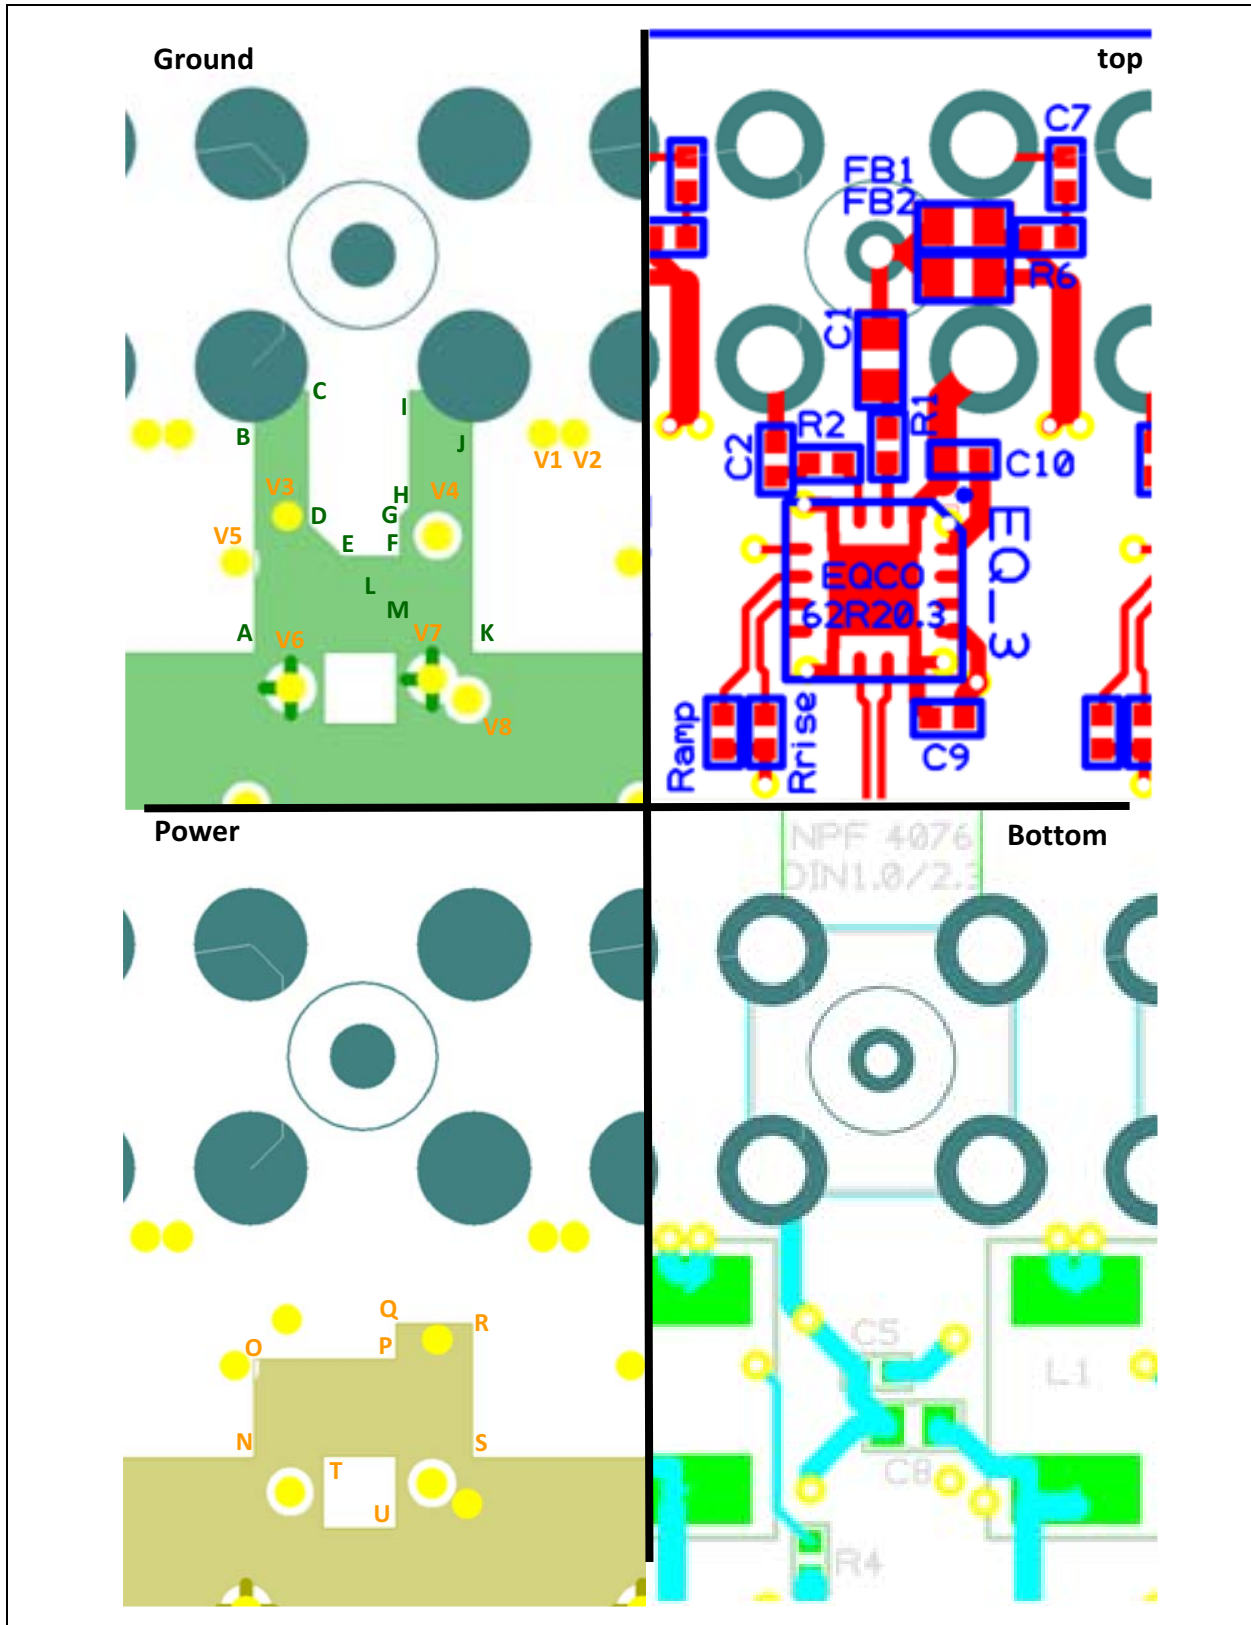 Ground
C
I
B
J
V1 V2
V3
H
V4
D
G
V5
E
F
L
M
A
V6
V7
K
V8
top
C7
FB1
FB2
R6
C1
R1
R2
C2
C10
EQCO
62R20.3
EQ_3
Ramp
Rrise
C9
Power
Q
R
O
P
N
S
T
U
Bottom
NPF 4076
DIN1.0/2.3
C5
L1
C8
R4